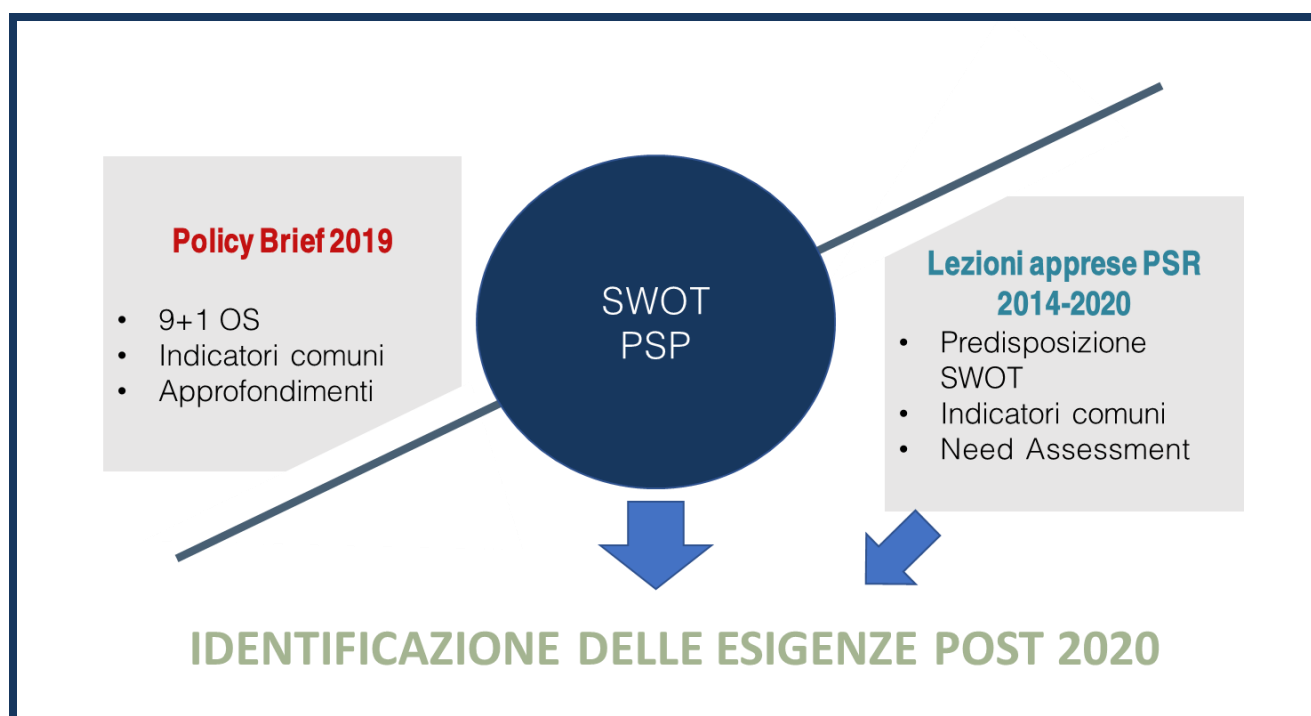 Policy Brief 2019
• 9+1 OS
• Indicatori comuni
• Approfondimenti
SWOT
PSP
Lezioni apprese PSR
2014-2020
• Predisposizione
SWOT
• Indicatori comuni
• Need Assessment
IDENTIFICAZIONE DELLE ESIGENZE POST 2020